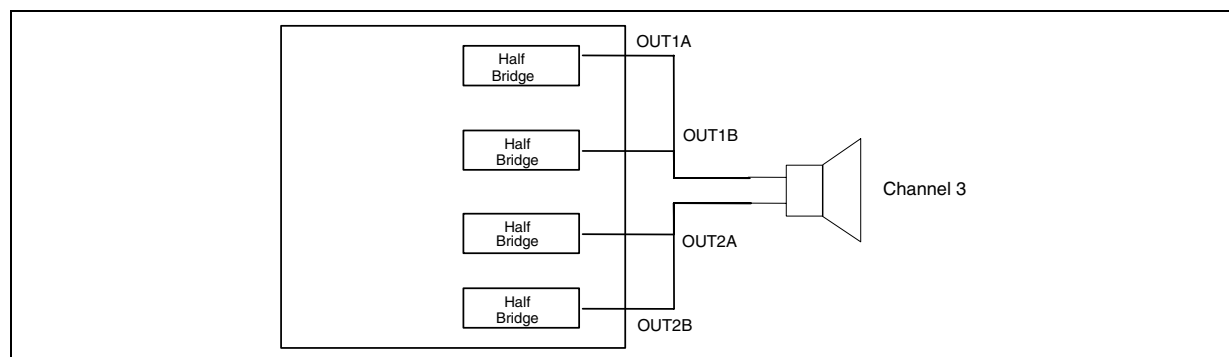 OUT1A
Half
Bridge
OUT1B
Half
Bridge
Channel 3
Half
Bridge
OUT2A
Half
Bridge
OUT2B